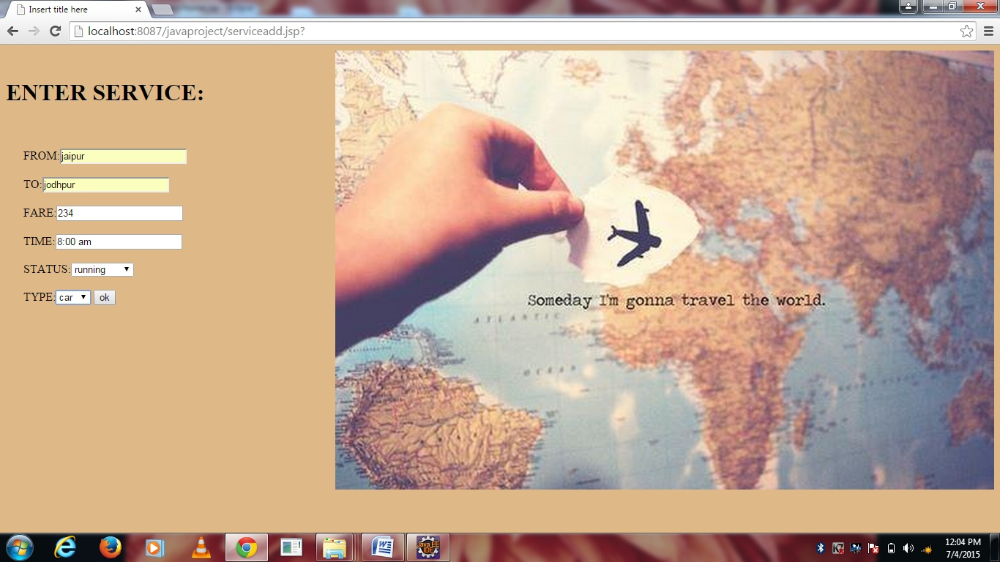 Insert title here
localhost:8087/javaproject/serviceadd.jsp?
ENTER SERVICE:
FROM:jaipur
TO:jodhpur
FARE:234
TIME:8:00 am
STATUS:running
TYPE:car ok
Someday I'm gonna travel the world.
ATLANTIC
OCEAN
Java EE
IDE
12:04 PM
7/4/2015